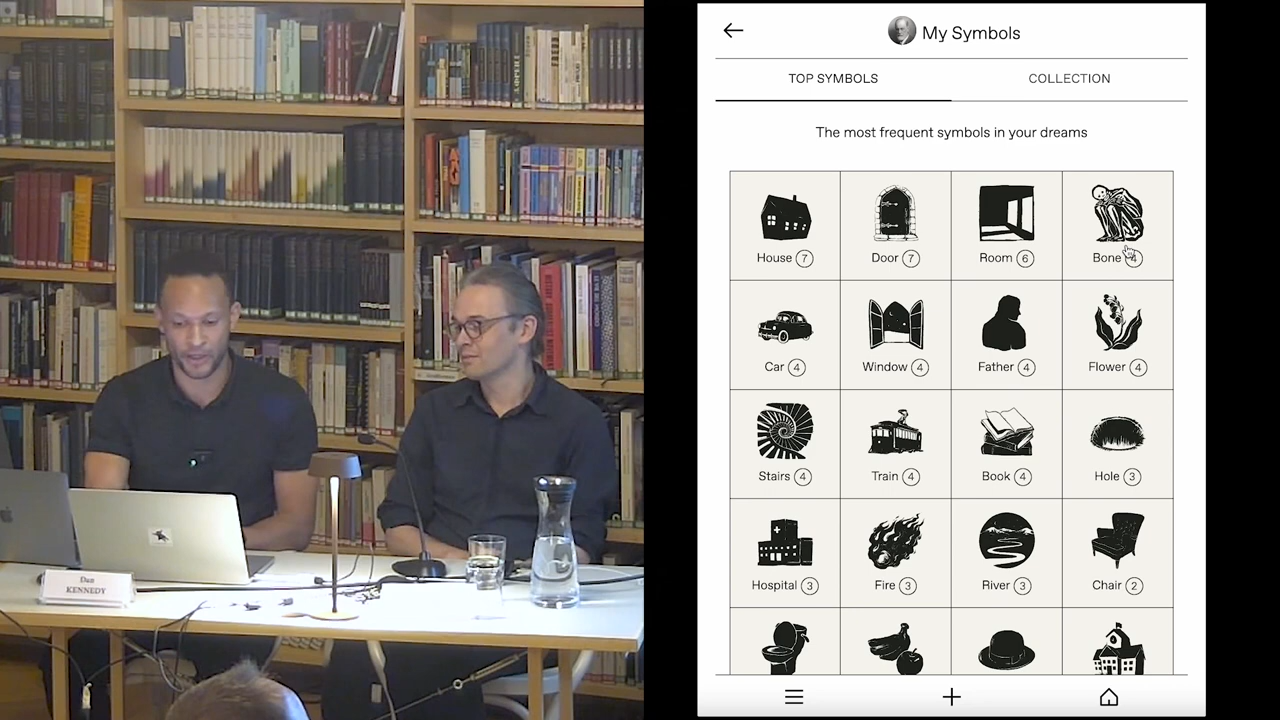 My Symbols
TOP SYMBOLS
COLLECTION
The most frequent symbols in your dreams
House 7
Door 7
Room 6
Bone
Car 4
Window 4
Father 4
Flower 4
Stairs 4
Train 4
Book 4
Hole 3
Hospital 3
Fire 3
River 3
Chair 2
Dan
KENNEDY